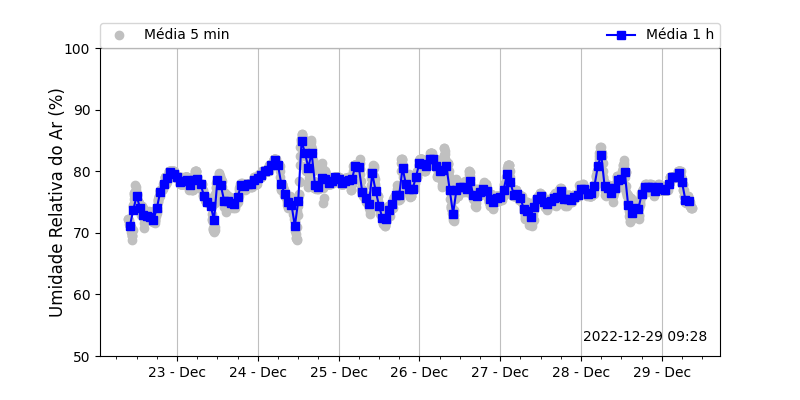 Média 5 min
Média 1 h
Umidade Relativa do Ar (%)
100
90
80
70
60
50
2022-12-29 09:28
23 - Dec
24 - Dec
25 - Dec
26 - Dec
27 - Dec
28 - Dec
29 - Dec